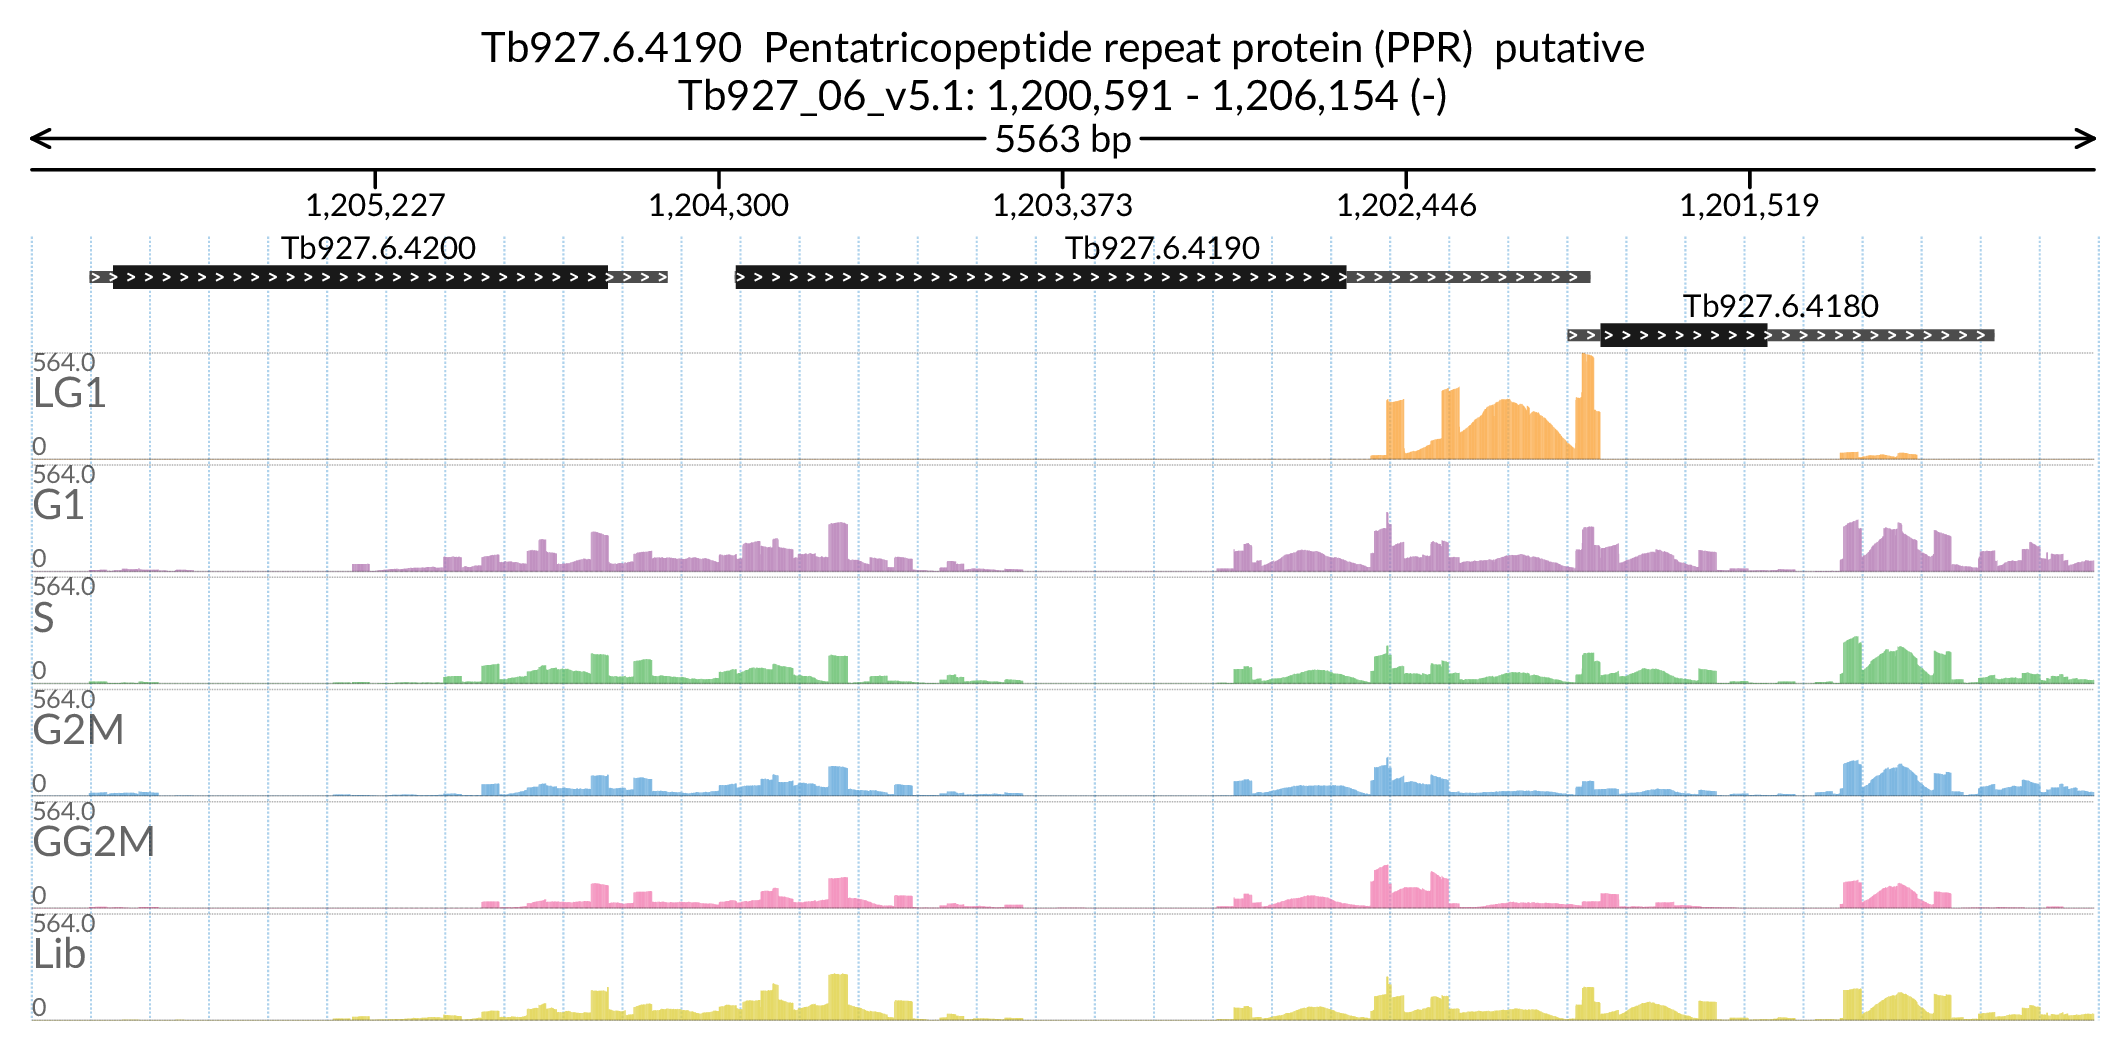 Tb927.6.4190  Pentatricopeptide repeat protein (PPR)  putative
Tb927_06_v5.1: 1,200,591 - 1,206,154 (-)
5563 bp
1,205,227 1,204,300 1,203,373 1,202,446 1,201,519
Tb927.6.4200 Tb927.6.4190
Tb927.6.4180
564.0
LG1
0
564.0
G1
0
564.0
S
0
564.0
G2M
0
564.0
GG2M
0
564.0
Lib
0